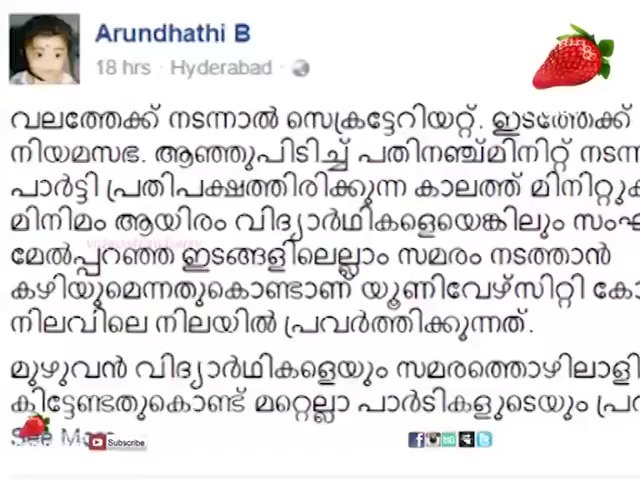 Arundhathi B
18 hrs · Hyderabad ·
വലത്തേക്ക് നടന്നാൽ സെക്രട്ടേറിയറ്റ്. ഇടത്തേക്ക്
നിയമസഭ. ആഞ്ഞുപിടിച്ച് പതിനഞ്ച്മിനിറ്റ് നടന്ന
പാർട്ടി പ്രതിപക്ഷത്തിരിക്കുന്ന കാലത്ത്
മിനിമം ആയിരം വിദ്യാർഥികളെയെങ്കിലും
മേൽപ്പറഞ്ഞ ഇടങ്ങളിലെല്ലാം സമരം നടത്താൻ
കഴിയുമെന്നതുകൊണ്ടാണ് യൂണിവേഴ്സിറ്റി
നിലവിലെ നിലയിൽ പ്രവർത്തിക്കുന്നത്.
മുഴുവൻ വിദ്യാർഥികളെയും
കിട്ടേണ്ടതുകൊണ്ട് മറ്റെല്ലാ പാർടികളുടെയും
See More
Subscribe